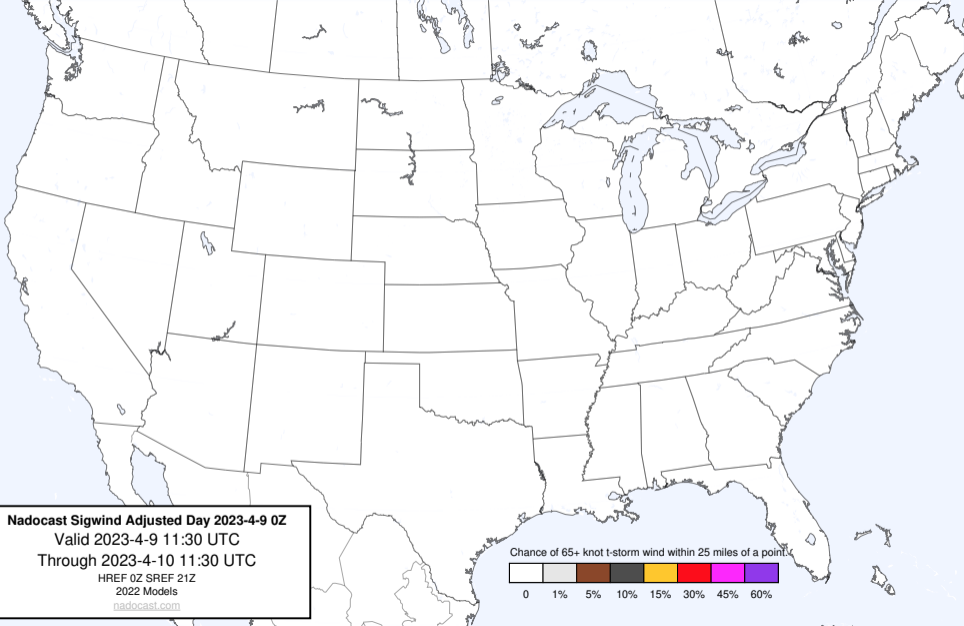 Nadocast Sigwind Adjusted Day 2023-4-9 0Z
Valid 2023-4-9 11:30 UTC
Through 2023-4-10 11:30 UTC
HREF 0Z SREF 21Z
2022 Models
nadocast.com
Chance of 65+ knot t-storm wind within 25 miles of a point.
0 1% 5% 10% 15% 30% 45% 60%